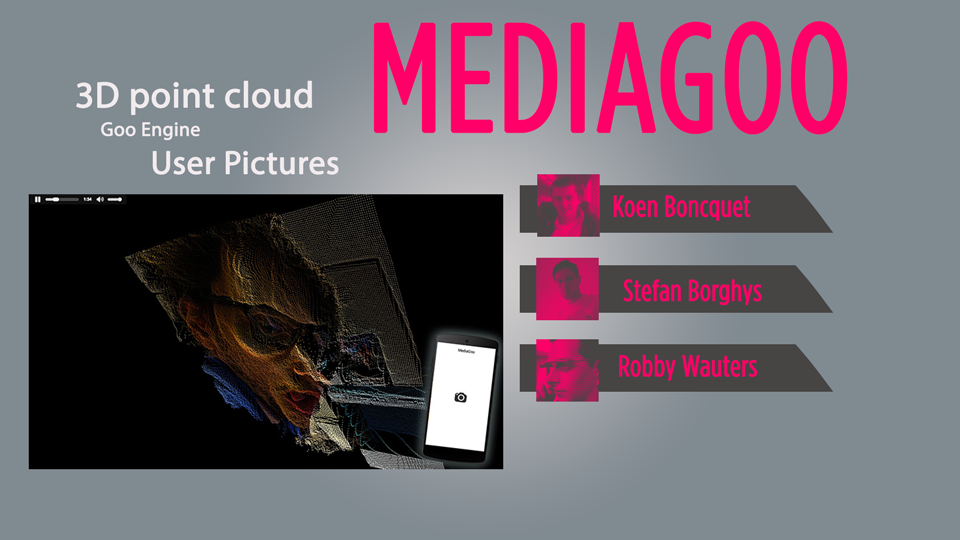 MEDIAGOO
3D point cloud
Goo Engine
User Pictures
1:34
MediaGoo
Koen Boncquet
Stefan Borghys
Robby Wauters